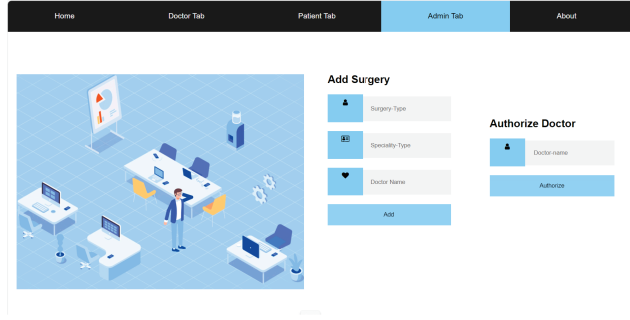 Home
Doctor Tab
Patient Tab
Admin Tab
About
Add Surgery
Surgery-Type
Speciality-Type
Doctor Name
Add
Authorize Doctor
Doctor-name
Authorize